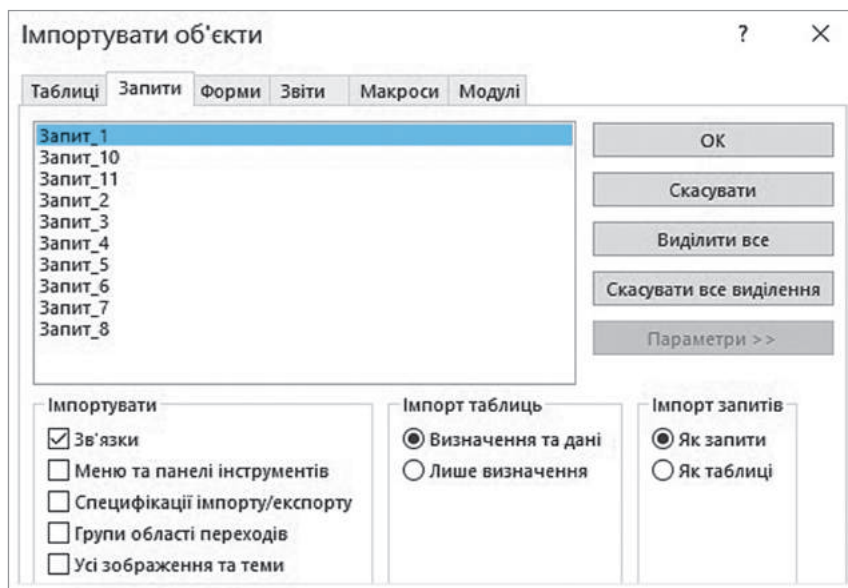 Імпортувати об'єкти
?
Таблиці Запити Форми Звіти Макроси Модулі
Запит_1
Запит_10
Запит_11
Запит_2
Запит_3
Запит_4
Запит_5
Запит_6
Запит_7
Запит_8
ОК
Скасувати
Виділити все
Скасувати все виділення
Параметри >>
Імпортувати
Зв'язки
Меню та панелі інструментів
Специфікації імпорту/експорту
Групи області переходів
Усі зображення та теми
Імпорт таблиць
Визначення та дані
Лише визначення
Імпорт запитів
Як запити
Як таблиці